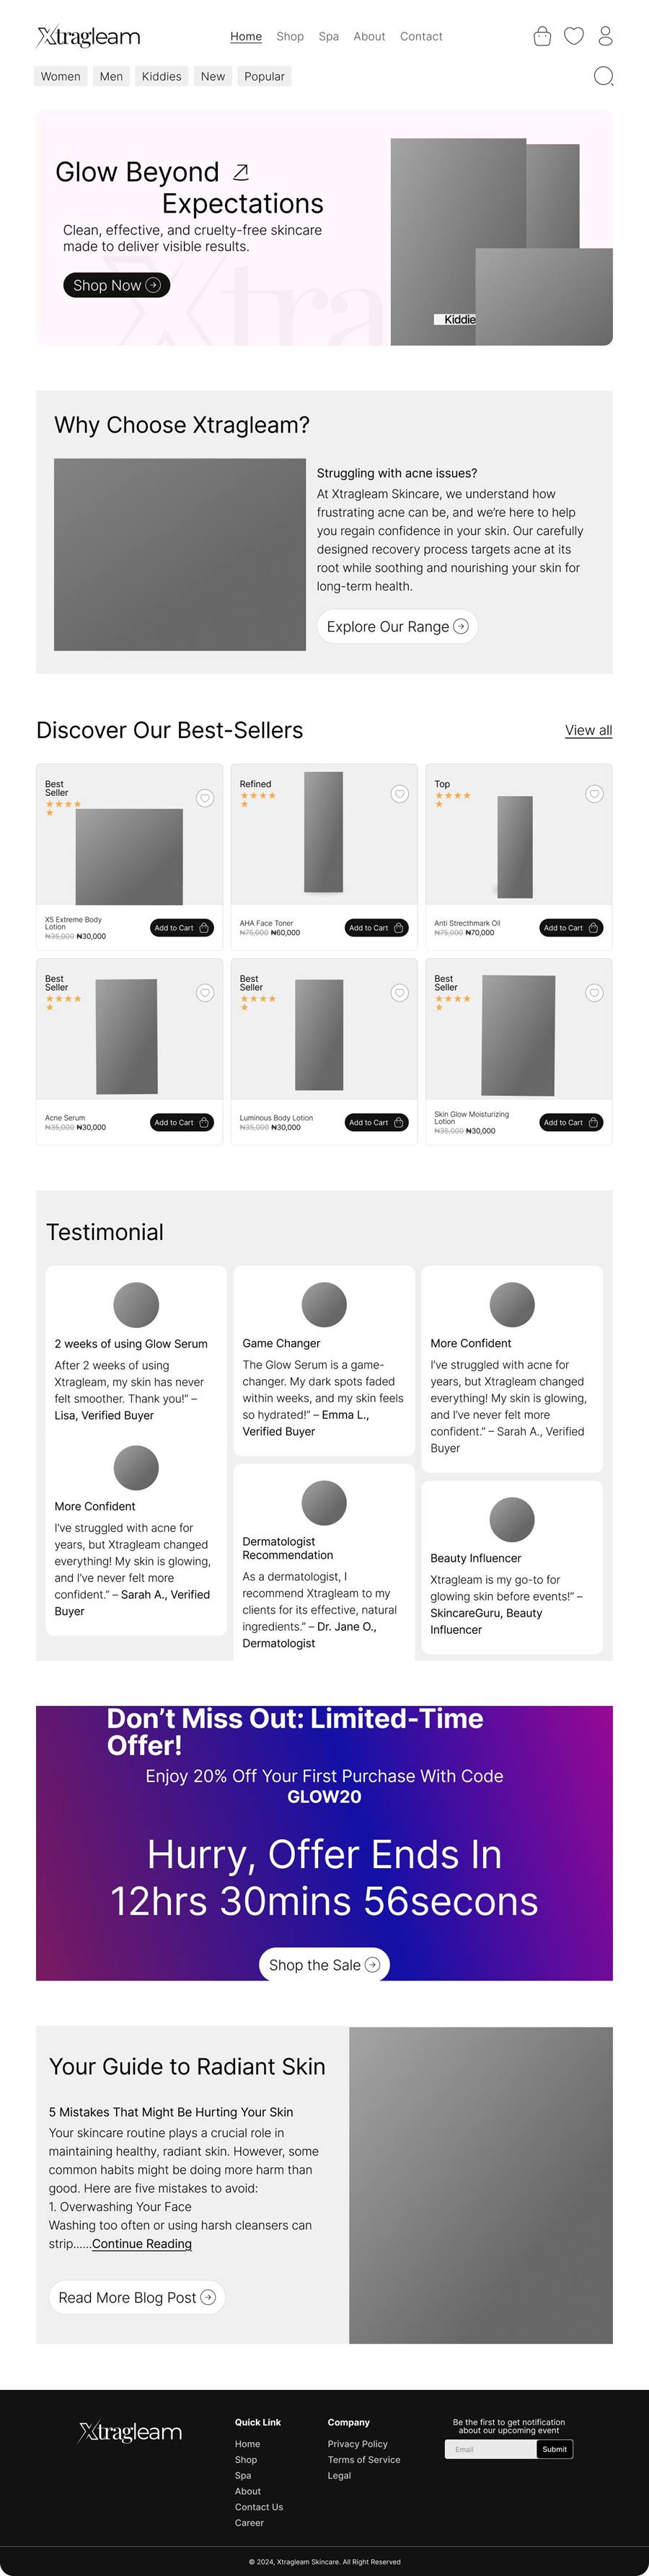 Xtragleam
Home Shop Spa About Contact
Women Men Kiddies New Popular
Glow Beyond
Expectations
Clean, effective, and cruelty-free skincare
made to deliver visible results.
Shop Now
Xtra
Kiddie
Why Choose Xtragleam?
Struggling with acne issues?
At Xtragleam Skincare, we understand how
frustrating acne can be, and we're here to help
you regain confidence in your skin. Our carefully
designed recovery process targets acne at its
root while soothing and nourishing your skin for
long-term health.
Explore Our Range
Discover Our Best-Sellers
View all
Best
Seller
X5 Extreme Body
Lotion
₦35,000 ₦30,000
Add to Cart
Refined
AHA Face Toner
₦75,000 ₦60,000
Add to Cart
Top
Anti Strecthmark Oil
₦75,000 ₦70,000
Add to Cart
Best
Seller
Acne Serum
₦35,000 ₦30,000
Add to Cart
Best
Seller
Luminous Body Lotion
₦35,000 ₦30,000
Add to Cart
Best
Seller
Skin Glow Moisturizing
Lotion
₦35,000 ₦30,000
Add to Cart
Testimonial
2 weeks of using Glow Serum
After 2 weeks of using
Xtragleam, my skin has never
felt smoother. Thank you!” –
Lisa, Verified Buyer
More Confident
I’ve struggled with acne for
years, but Xtragleam changed
everything! My skin is glowing,
and I’ve never felt more
confident.” – Sarah A., Verified
Buyer
Game Changer
The Glow Serum is a game-
changer. My dark spots faded
within weeks, and my skin feels
so hydrated!” – Emma L.,
Verified Buyer
Dermatologist
Recommendation
As a dermatologist, I
recommend Xtragleam to my
clients for its effective, natural
ingredients.” – Dr. Jane O.,
Dermatologist
More Confident
I’ve struggled with acne for
years, but Xtragleam changed
everything! My skin is glowing,
and I’ve never felt more
confident.” – Sarah A., Verified
Buyer
Beauty Influencer
Xtragleam is my go-to for
glowing skin before events!” –
SkincareGuru, Beauty
Influencer
Don’t Miss Out: Limited-Time
Offer!
Enjoy 20% Off Your First Purchase With Code
GLOW20
Hurry, Offer Ends In
12hrs 30mins 56secons
Shop the Sale
Your Guide to Radiant Skin
5 Mistakes That Might Be Hurting Your Skin
Your skincare routine plays a crucial role in
maintaining healthy, radiant skin. However, some
common habits might be doing more harm than
good. Here are five mistakes to avoid:
1. Overwashing Your Face
Washing too often or using harsh cleansers can
strip......Continue Reading
Read More Blog Post
Xtragleam
Quick Link
Home
Shop
Spa
About
Contact Us
Career
Company
Privacy Policy
Terms of Service
Legal
Be the first to get notification
about our upcoming event
Email
Submit
© 2024, Xtragleam Skincare. All Right Reserved